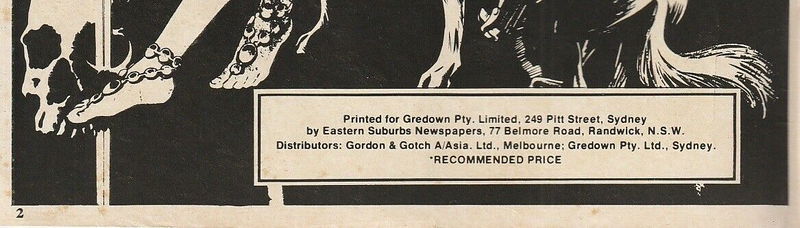 Printed for Gredown Pty. Limited, 249 Pitt Street, Sydney
by Eastern Suburbs Newspapers, 77 Belmore Road, Randwick, N.S.W.
Distributors: Gordon & Gotch A/Asia. Ltd., Melbourne; Gredown Pty. Ltd., Sydney.
*RECOMMENDED PRICE
2